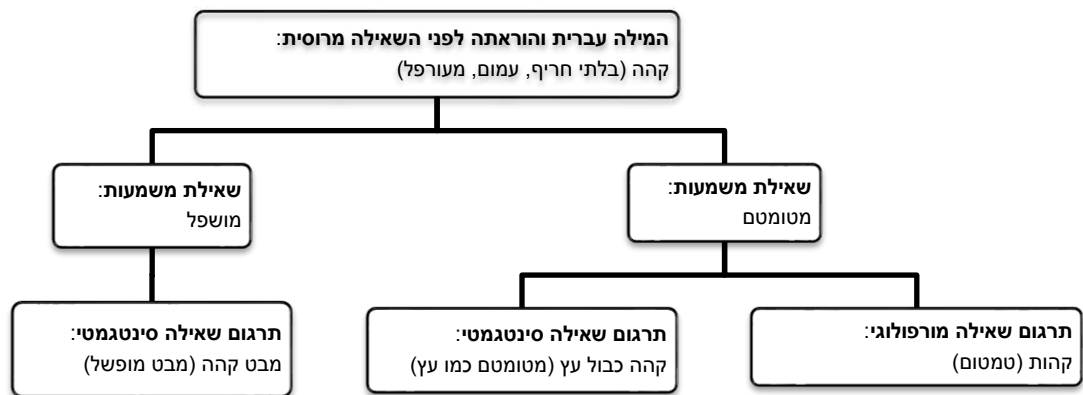 המילה עברית והוראתה לפני השאילה מרוסית:
קהה (בלתי חריף, עמום, מעורפל)
שאילת משמעות:
מטומטם
שאילת משמעות:
מושפל
תרגום שאילה מורפולוגי:
קהות (טמטום)
תרגום שאילה סינטגמטי:
קהה כבול עץ (מטומטם כמו עץ)
תרגום שאילה סינטגמטי:
מבט קהה (מבט מופשל)